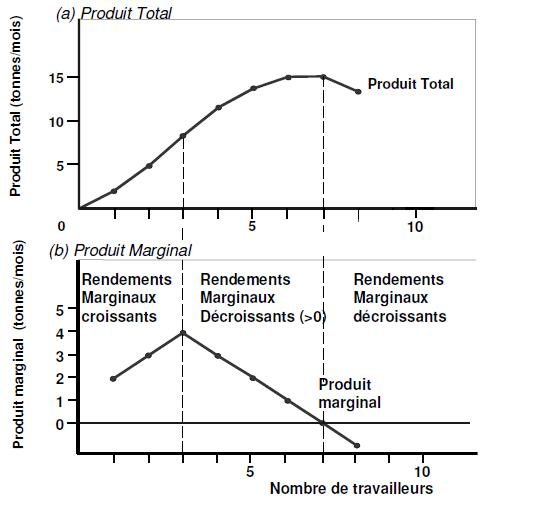 (a) Produit Total
Produit Total (tonnes/mois)
15
10
5
0
5
10
Produit Total
(b) Produit Marginal
Produit marginal (tonnes/mois)
Rendements
Marginaux
croissants
Rendements
Marginaux
Décroissants (>0)
Rendements
Marginaux
décroissants
5
4
3
2
1
0
Produit
marginal
5
10
Nombre de travailleurs